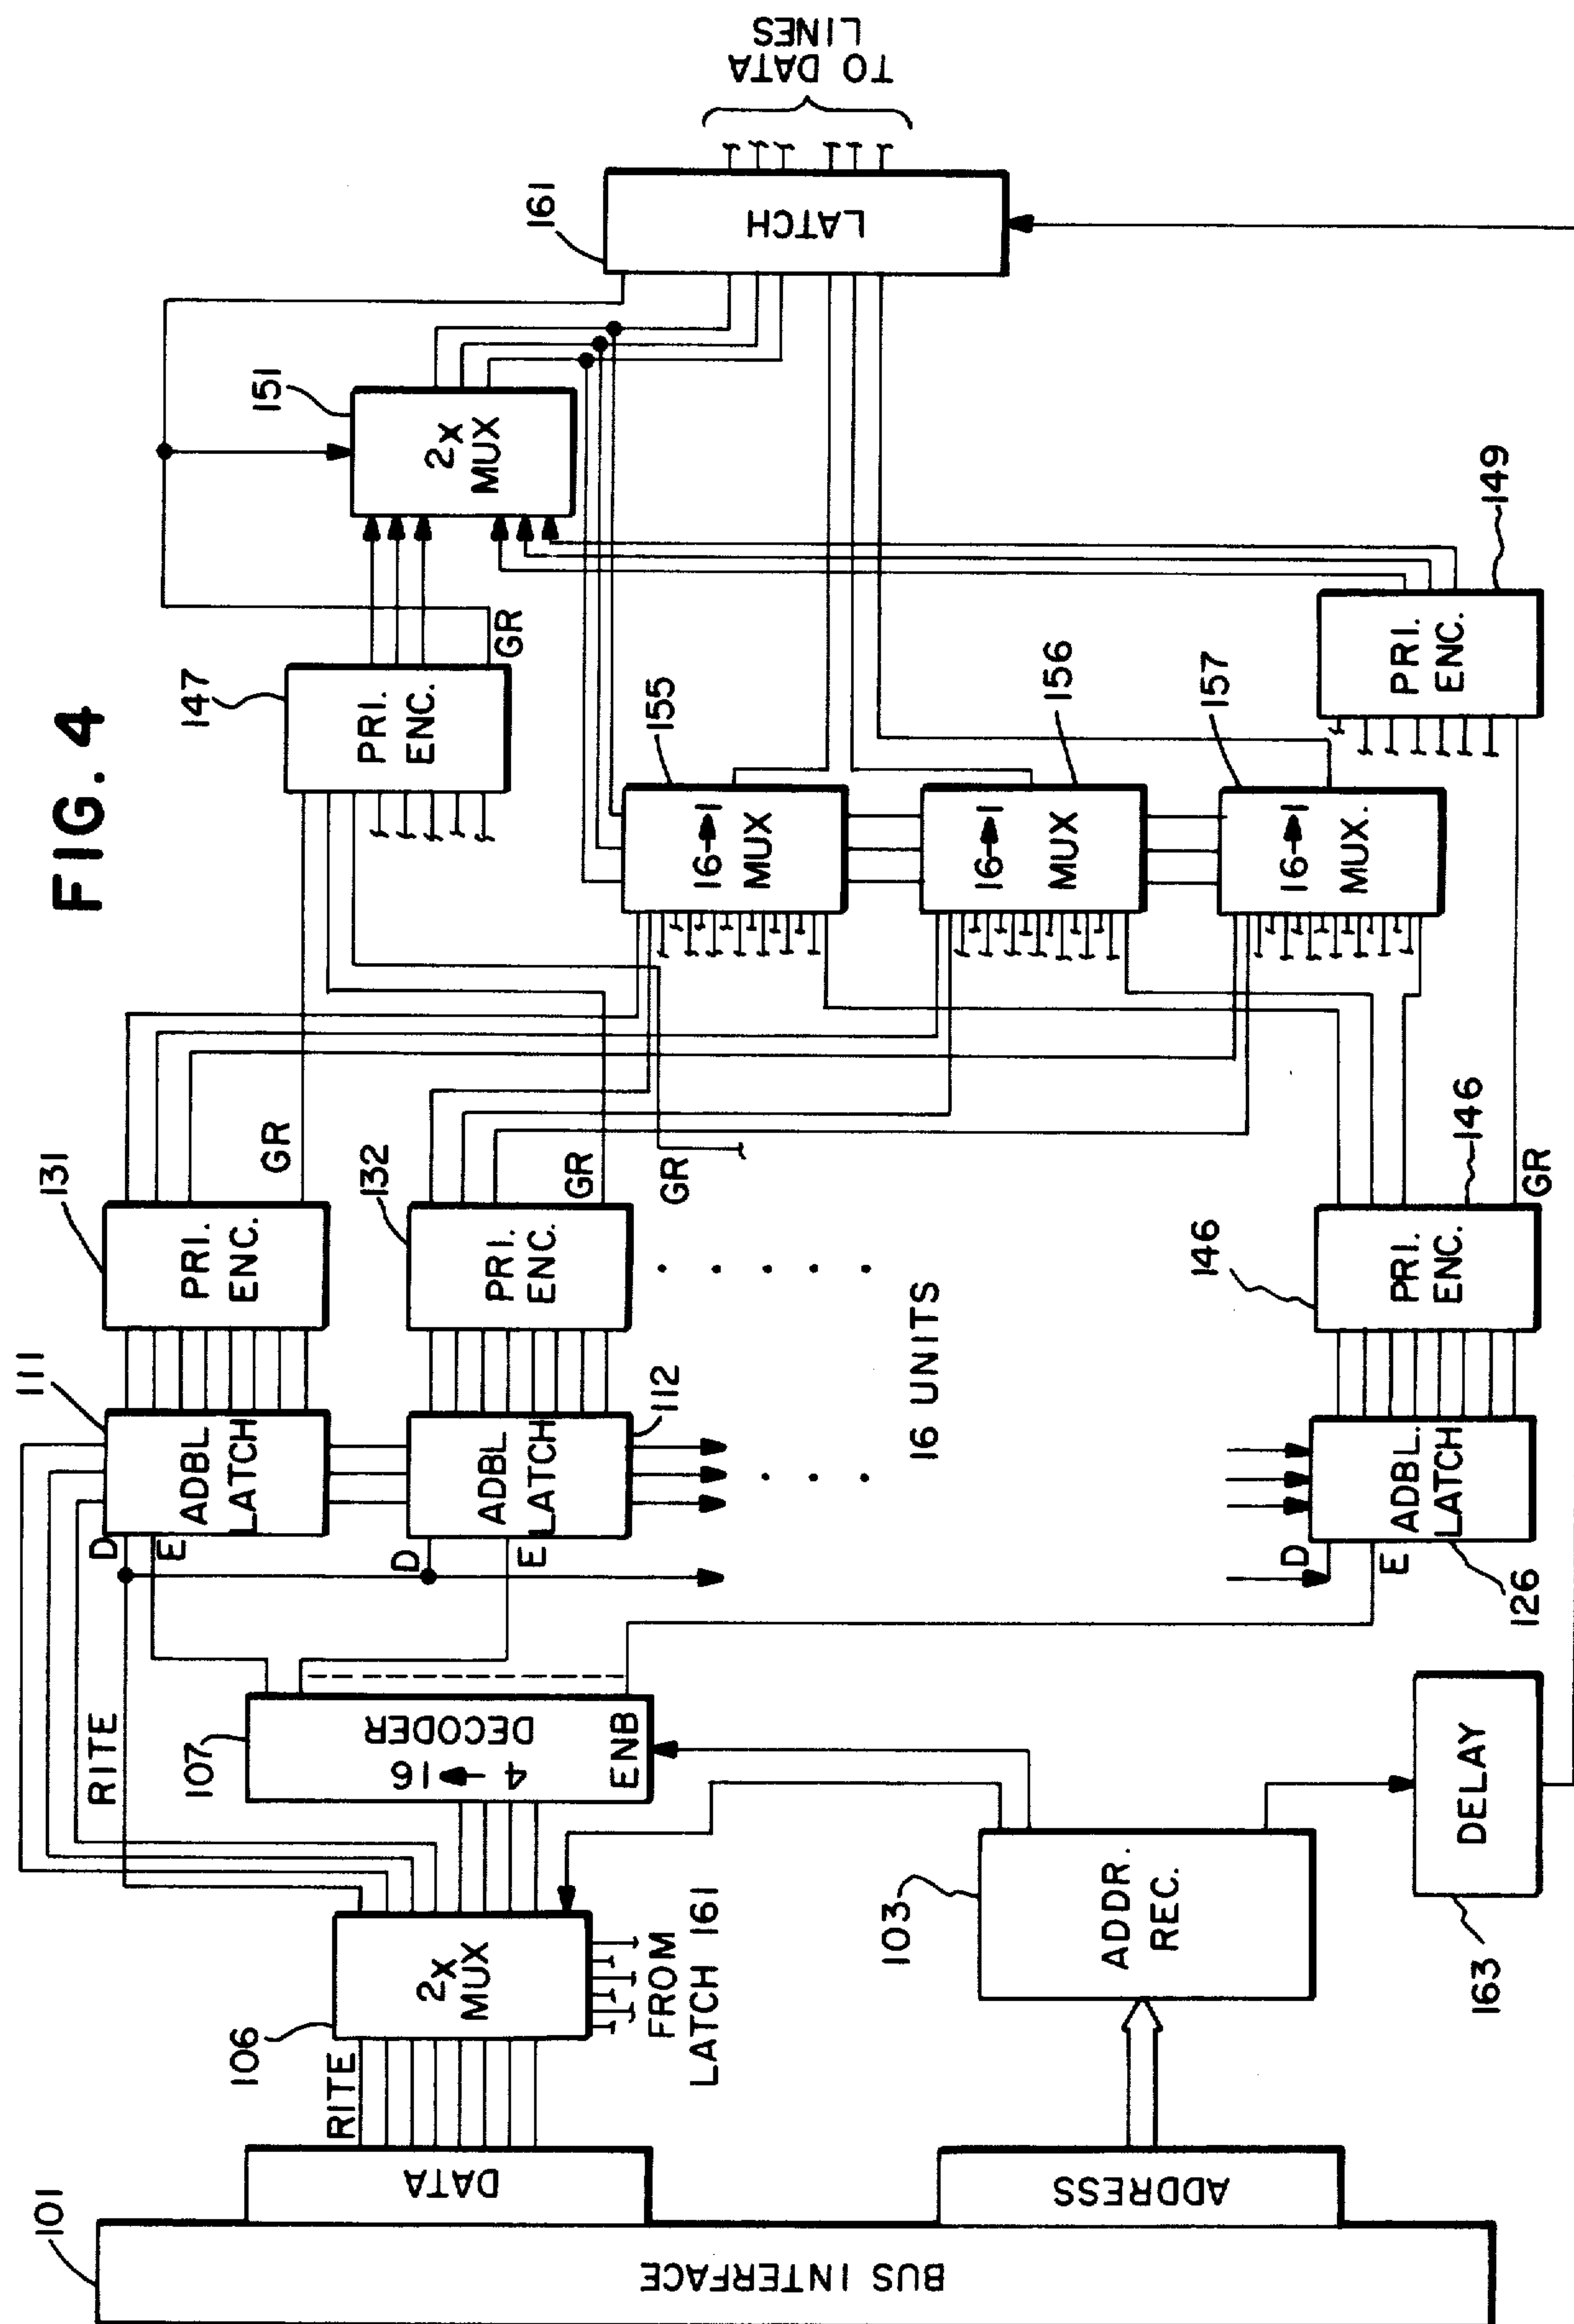 FIG. 4
101
BUS INTERFACE
DATA
ADDRESS
RITE
106
2x
MUX
FROM
LATCH 161
103
ADDR.
REC.
163
DELAY
RITE
107
4→16
DECODER
ENB
111
D
E
ADBL
LATCH
112
D
E
ADBL
LATCH
126
D
E
ADBL.
LATCH
16 UNITS
131
PRI.
ENC.
GR
132
PRI.
ENC.
GR
GR
146
PRI.
ENC.
146
GR
147
PRI.
ENC.
GR
155
16→1
MUX
156
16→1
MUX
157
16→1
MUX.
149
PRI.
ENC.
151
2x
MUX
161
LATCH
TO DATA
LINES